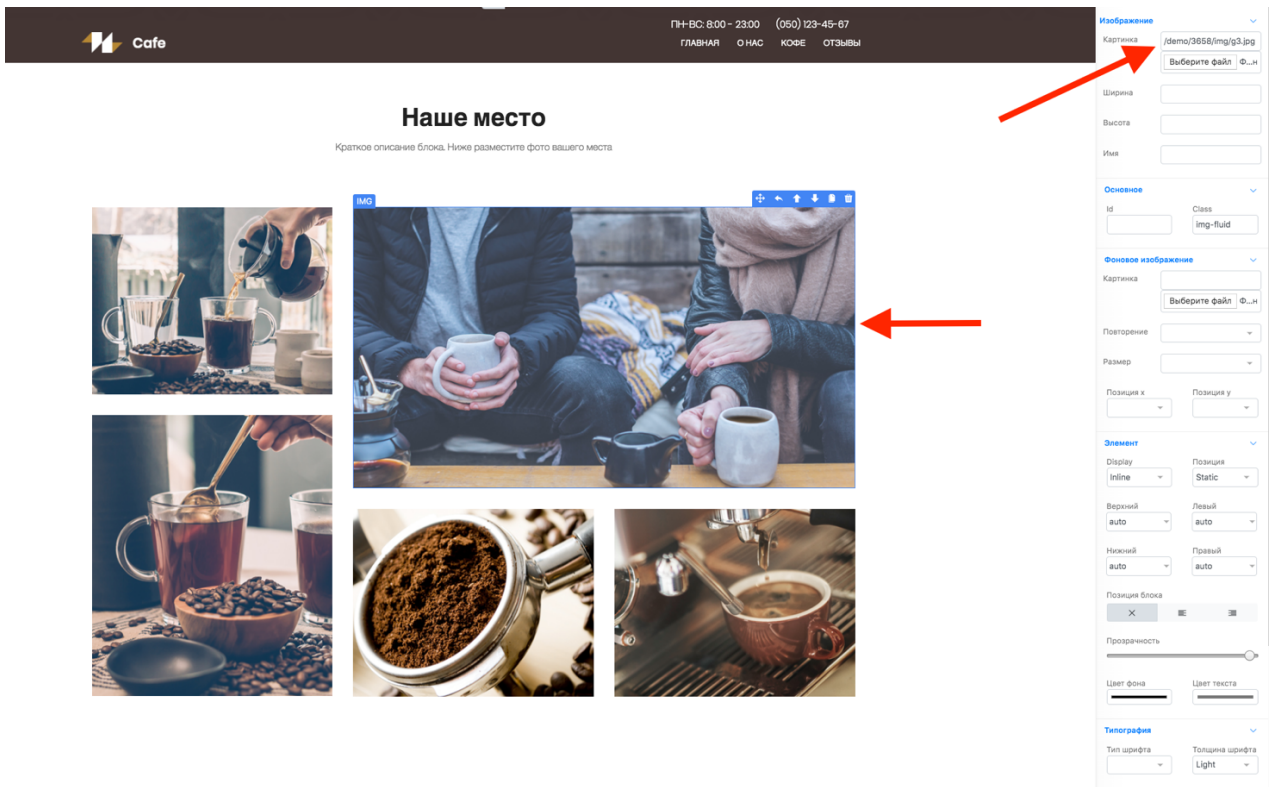 ПН-ВС: 8:00 - 23:00 (050) 123-45-67
Cafe
ГЛАВНАЯ О НАС КОФЕ ОТЗЫВЫ
Наше место
Краткое описание блока. Ниже разместите фото вашего места
IMG
Изображение
Картинка /demo/3658/img/g3.jpg
Выберите файл Ф...н
Ширина
Высота
Имя
Основное
Id Class
img-fluid
Фоновое изображение
Картинка
Выберите файл Ф...н
Повторение
Размер
Позиция x Позиция y
Элемент
Display Позиция
Inline Static
Верхний Левый
auto auto
Нижний Правый
auto auto
Позиция блока
Прозрачность
Цвет фона Цвет текста
Типография
Тип шрифта Толщина шрифта
Light